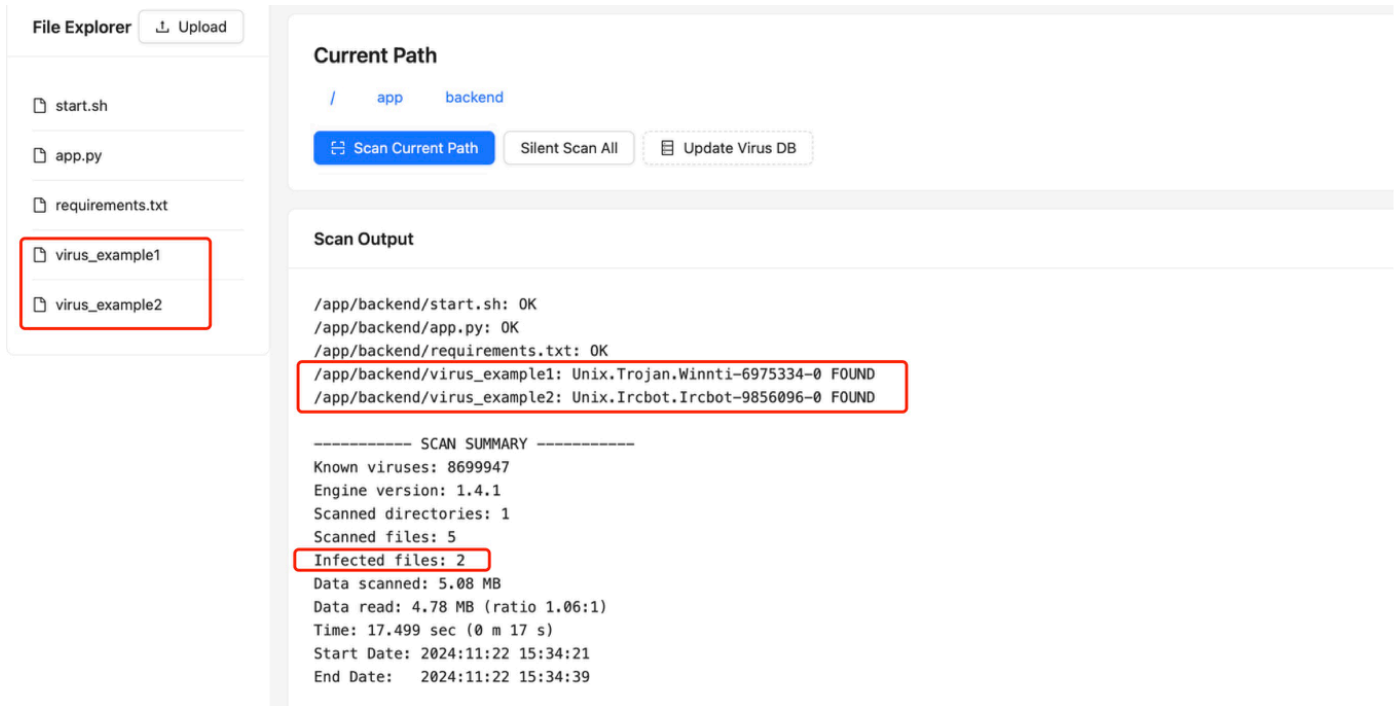 File Explorer
Upload
start.sh
app.py
requirements.txt
virus_example1
virus_example2
Current Path
/ app backend
Scan Current Path
Silent Scan All
Update Virus DB
Scan Output
/app/backend/start.sh: OK
/app/backend/app.py: OK
/app/backend/requirements.txt: OK
/app/backend/virus_example1: Unix.Trojan.Winnti-6975334-0 FOUND
/app/backend/virus_example2: Unix.Ircbot.Ircbot-9856096-0 FOUND
----------- SCAN SUMMARY -----------
Known viruses: 8699947
Engine version: 1.4.1
Scanned directories: 1
Scanned files: 5
Infected files: 2
Data scanned: 5.08 MB
Data read: 4.78 MB (ratio 1.06:1)
Time: 17.499 sec (0 m 17 s)
Start Date: 2024:11:22 15:34:21
End Date:   2024:11:22 15:34:39